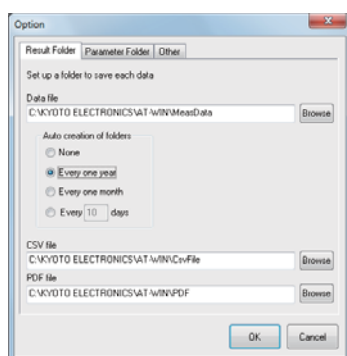 Option
Result Folder Parameter Folder Other
Set up a folder to save each data
Data file
C:\KYOTO ELECTRONICS\AT-WIN\MeasData Browse
Auto creation of folders
None
Every one year
Every one month
Every 10 days
CSV file
C:\KYOTO ELECTRONICS\AT-WIN\CsvFile Browse
PDF file
C:\KYOTO ELECTRONICS\AT-WIN\PDF Browse
OK Cancel